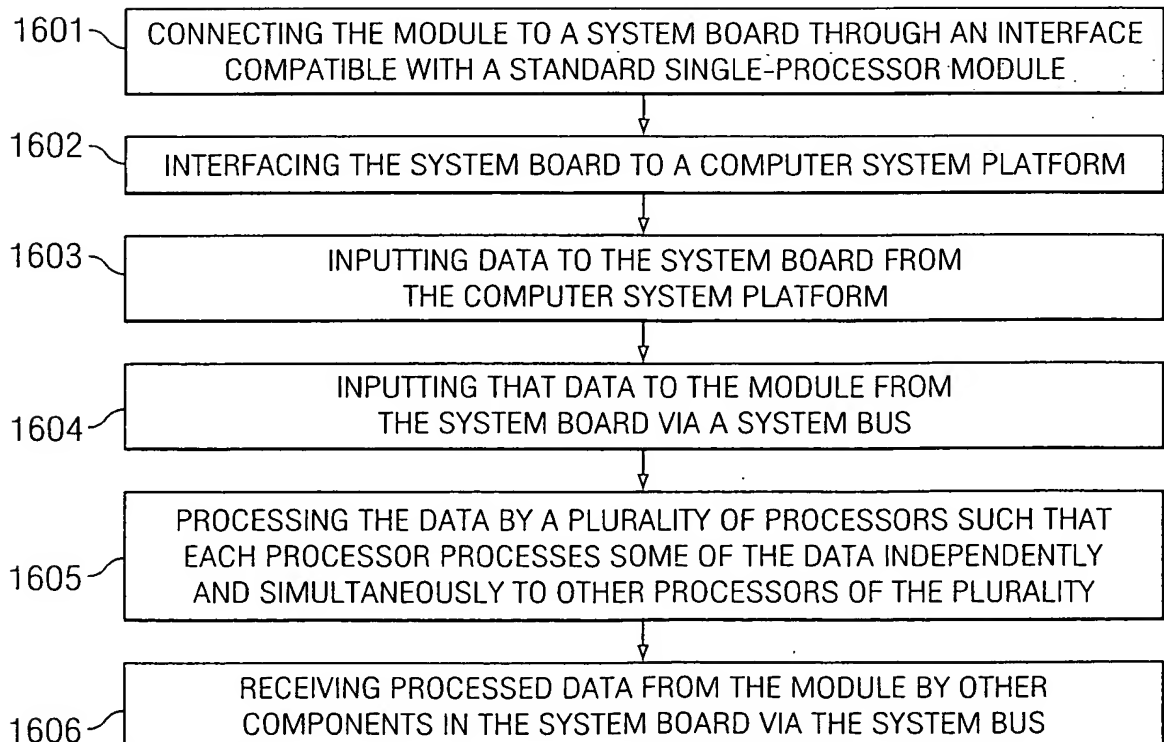 1601
CONNECTING THE MODULE TO A SYSTEM BOARD THROUGH AN INTERFACE
COMPATIBLE WITH A STANDARD SINGLE-PROCESSOR MODULE
1602
INTERFACING THE SYSTEM BOARD TO A COMPUTER SYSTEM PLATFORM
1603
INPUTTING DATA TO THE SYSTEM BOARD FROM
THE COMPUTER SYSTEM PLATFORM
1604
INPUTTING THAT DATA TO THE MODULE FROM
THE SYSTEM BOARD VIA A SYSTEM BUS
1605
PROCESSING THE DATA BY A PLURALITY OF PROCESSORS SUCH THAT
EACH PROCESSOR PROCESSES SOME OF THE DATA INDEPENDENTLY
AND SIMULTANEOUSLY TO OTHER PROCESSORS OF THE PLURALITY
1606
RECEIVING PROCESSED DATA FROM THE MODULE BY OTHER
COMPONENTS IN THE SYSTEM BOARD VIA THE SYSTEM BUS